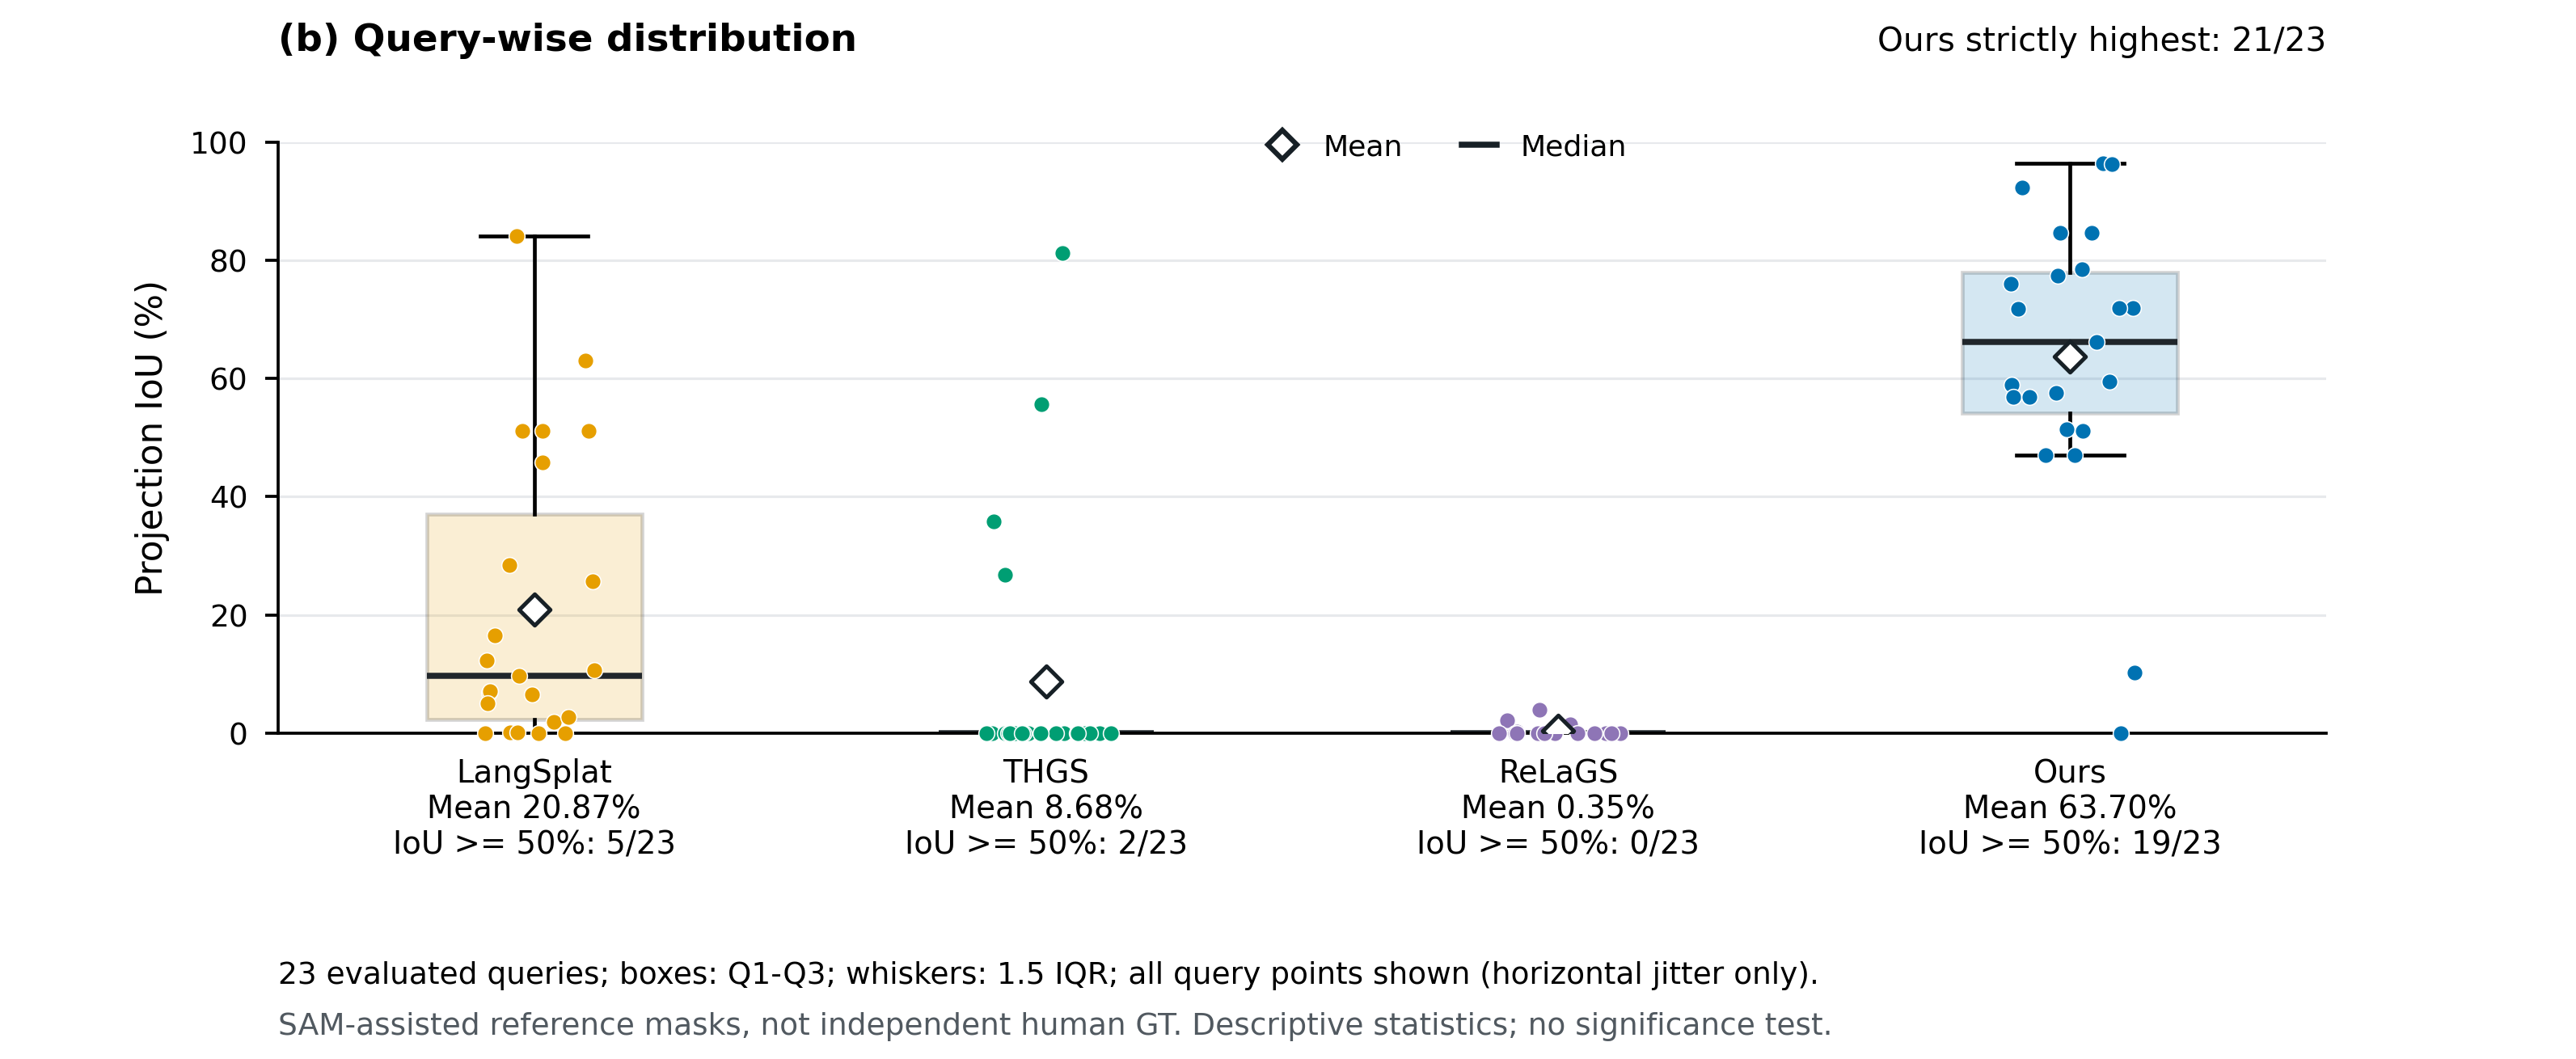 (b) Query-wise distribution
Ours strictly highest: 21/23
Mean
Median
Projection IoU (%)
100
80
60
40
20
0
LangSplat
Mean 20.87%
IoU >= 50%: 5/23
THGS
Mean 8.68%
IoU >= 50%: 2/23
ReLaGS
Mean 0.35%
IoU >= 50%: 0/23
Ours
Mean 63.70%
IoU >= 50%: 19/23
23 evaluated queries; boxes: Q1-Q3; whiskers: 1.5 IQR; all query points shown (horizontal jitter only).
SAM-assisted reference masks, not independent human GT. Descriptive statistics; no significance test.